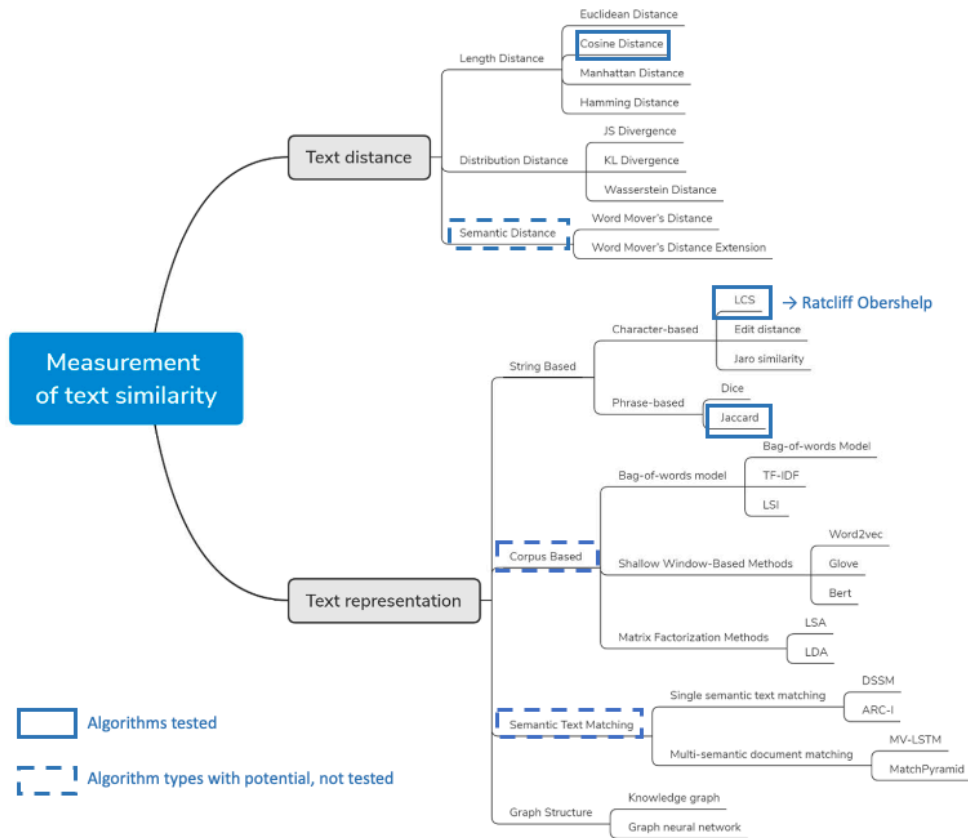 Measurement
of text similarity
Text distance
Length Distance
Euclidean Distance
Cosine Distance
Manhattan Distance
Hamming Distance
Distribution Distance
JS Divergence
KL Divergence
Wasserstein Distance
Semantic Distance
Word Mover's Distance
Word Mover's Distance Extension
Text representation
String Based
Character-based
LCS
→ Ratcliff Obershelp
Edit distance
Jaro similarity
Phrase-based
Dice
Jaccard
Corpus Based
Bag-of-words model
Bag-of-words Model
TF-IDF
LSI
Shallow Window-Based Methods
Word2vec
Glove
Bert
Matrix Factorization Methods
LSA
LDA
Semantic Text Matching
Single semantic text matching
DSSM
ARC-I
Multi-semantic document matching
MV-LSTM
MatchPyramid
Graph Structure
Knowledge graph
Graph neural network
Algorithms tested
Algorithm types with potential, not tested